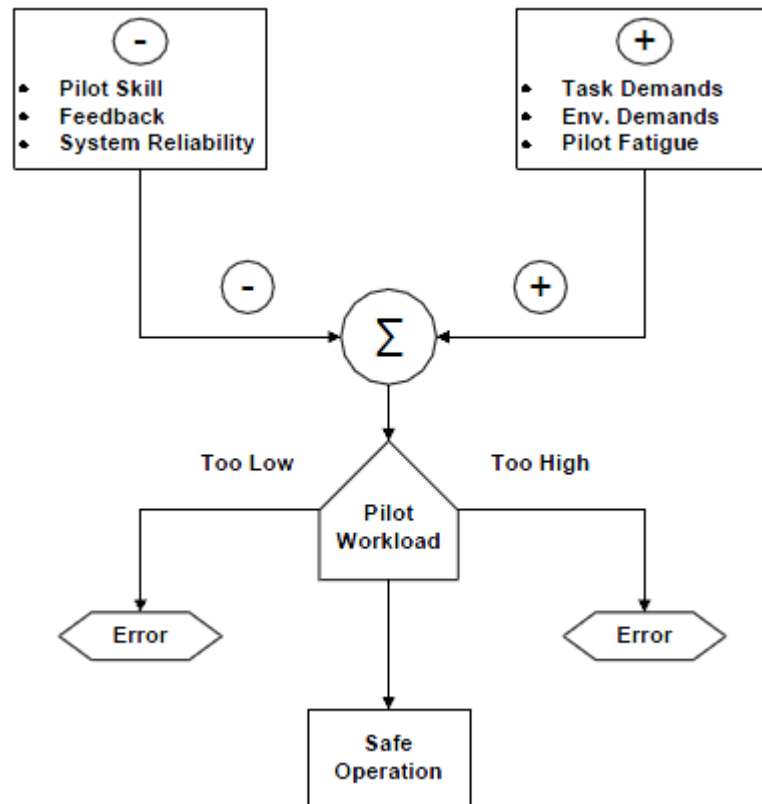 -
• Pilot Skill
• Feedback
• System Reliability
+
• Task Demands
• Env. Demands
• Pilot Fatigue
-
+
Σ
Too Low
Too High
Pilot
Workload
Error
Error
Safe
Operation